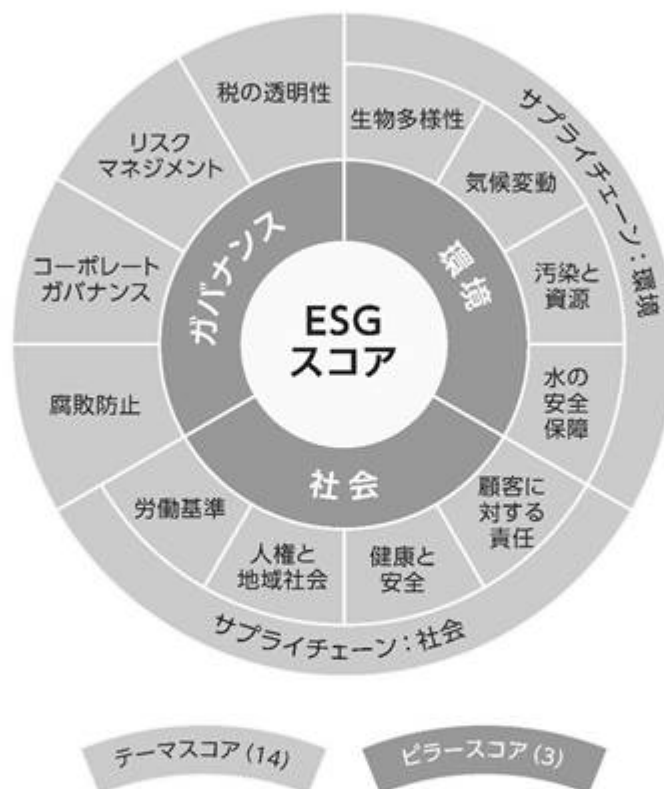 ESG
スコア
環境
社会
ガバナンス
生物多様性
気候変動
汚染と
資源
水の
安全
保障
サプライチェーン：環境
顧客に
対する
責任
健康と
安全
人権と
地域社会
労働基準
サプライチェーン：社会
腐敗防止
コーポレート
ガバナンス
リスク
マネジメント
税の透明性
テーマスコア (14)
ピラースコア (3)